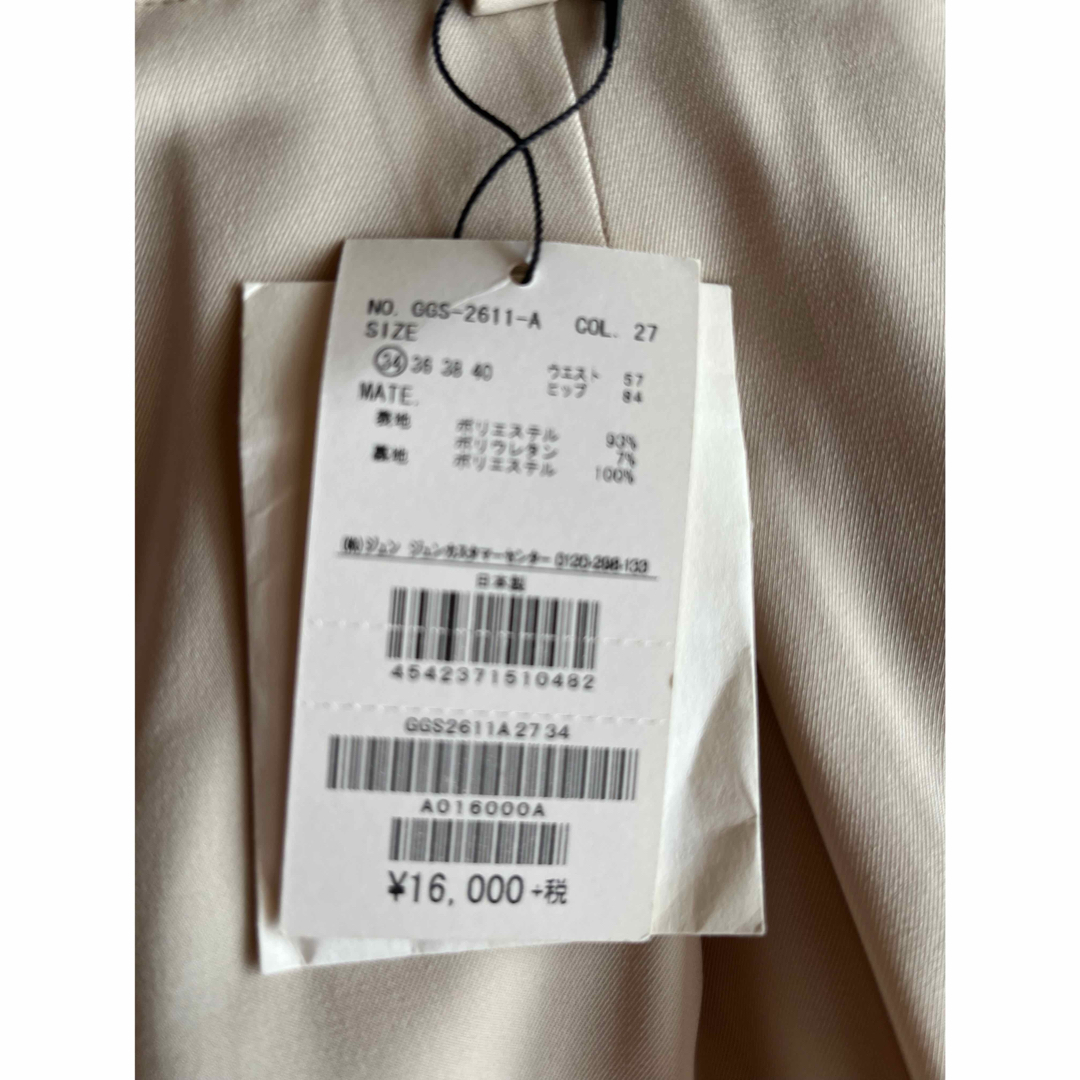 NO. GGS-2611-A COL. 27
SIZE
34 36 38 40 ウエスト 57
ヒップ 84
MATE.
表地 ポリエステル 93%
ポリウレタン 7%
裏地 ポリエステル 100%
(株)ジュン ジュンカスタマーセンター 0120-298-133
日本製
4542371510482
GGS2611A2734
A016000A
¥16,000+税